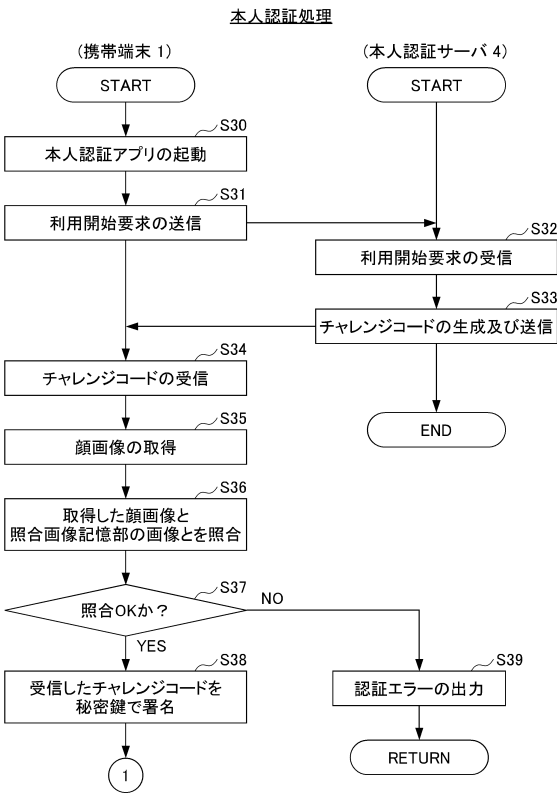 本人認証処理
(携帯端末 1)
(本人認証サーバ 4)
START
START
S30
本人認証アプリの起動
S31
利用開始要求の送信
S32
利用開始要求の受信
S33
チャレンジコードの生成及び送信
S34
チャレンジコードの受信
END
S35
顔画像の取得
S36
取得した顔画像と
照合画像記憶部の画像とを照合
S37
照合OKか?
NO
YES
S38
受信したチャレンジコードを
秘密鍵で署名
S39
認証エラーの出力
RETURN
1